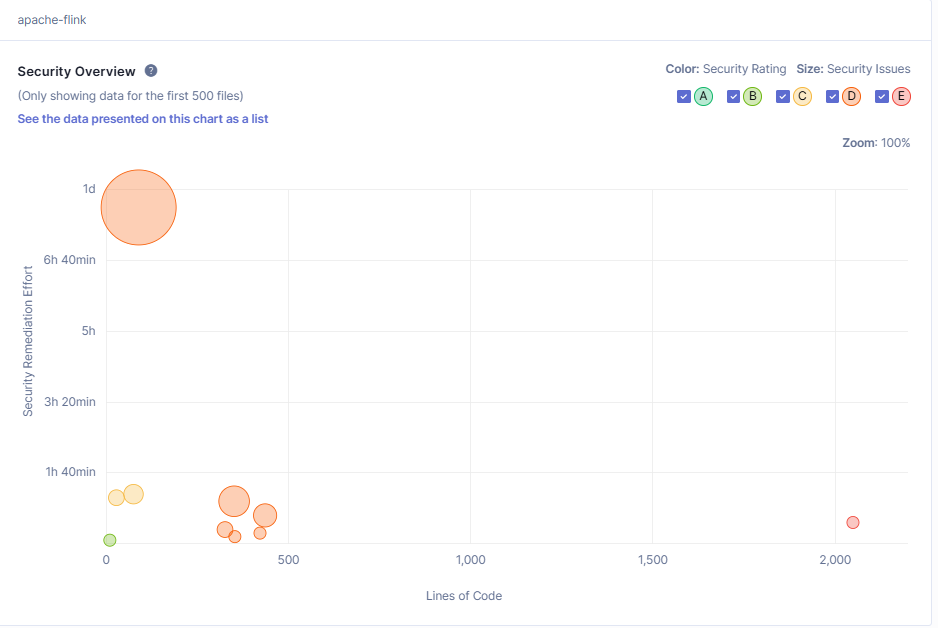 apache-flink
Security Overview ?
Color: Security Rating Size: Security Issues
(Only showing data for the first 500 files)
A B C D E
See the data presented on this chart as a list
Zoom: 100%
1d
6h 40min
5h
3h 20min
1h 40min
Security Remediation Effort
0 500 1,000 1,500 2,000
Lines of Code